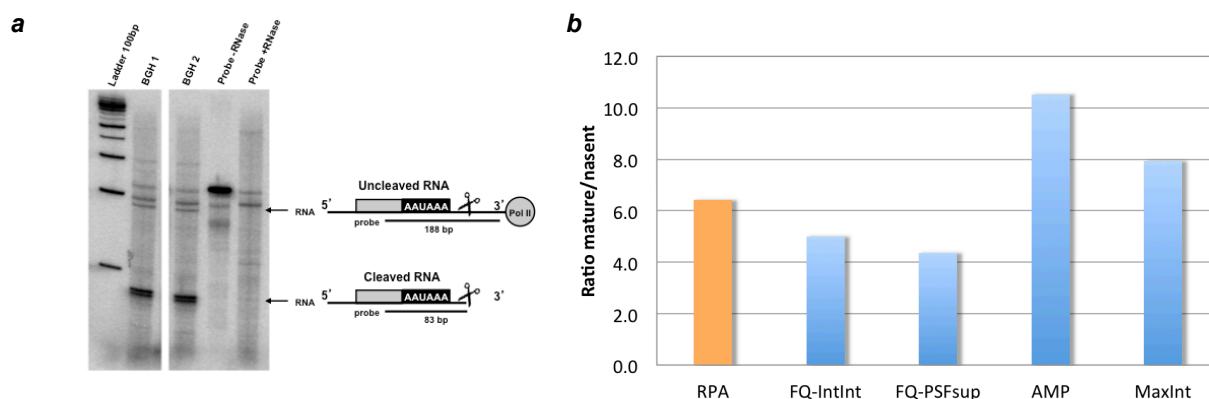 a
b
Ladder 100bp
BGH 1
BGH 2
Probe -RNase
Probe +RNase
Uncleaved RNA
RNA
5'
AAUAAA
3'
Pol II
probe
188 bp
Cleaved RNA
RNA
5'
AAUAAA
3'
probe
83 bp
Ratio mature/nasent
12.0
10.0
8.0
6.0
4.0
2.0
0.0
RPA
FQ-IntInt
FQ-PSFsup
AMP
MaxInt